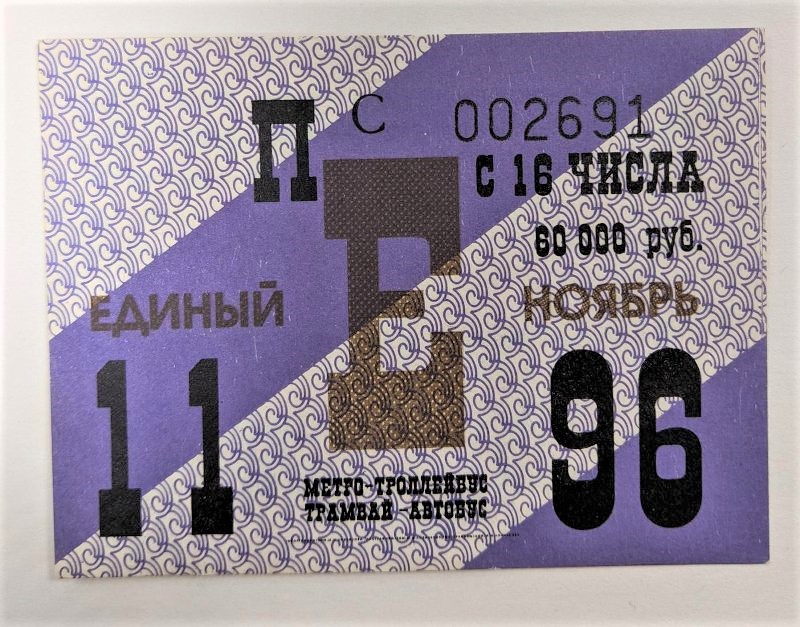 П С 002691
Е С 16 ЧИСЛА
60 000 руб.
ЕДИНЫЙ НОЯБРЬ
11 96
МЕТРО-ТРОЛЛЕЙБУС
ТРАМВАЙ-АВТОБУС